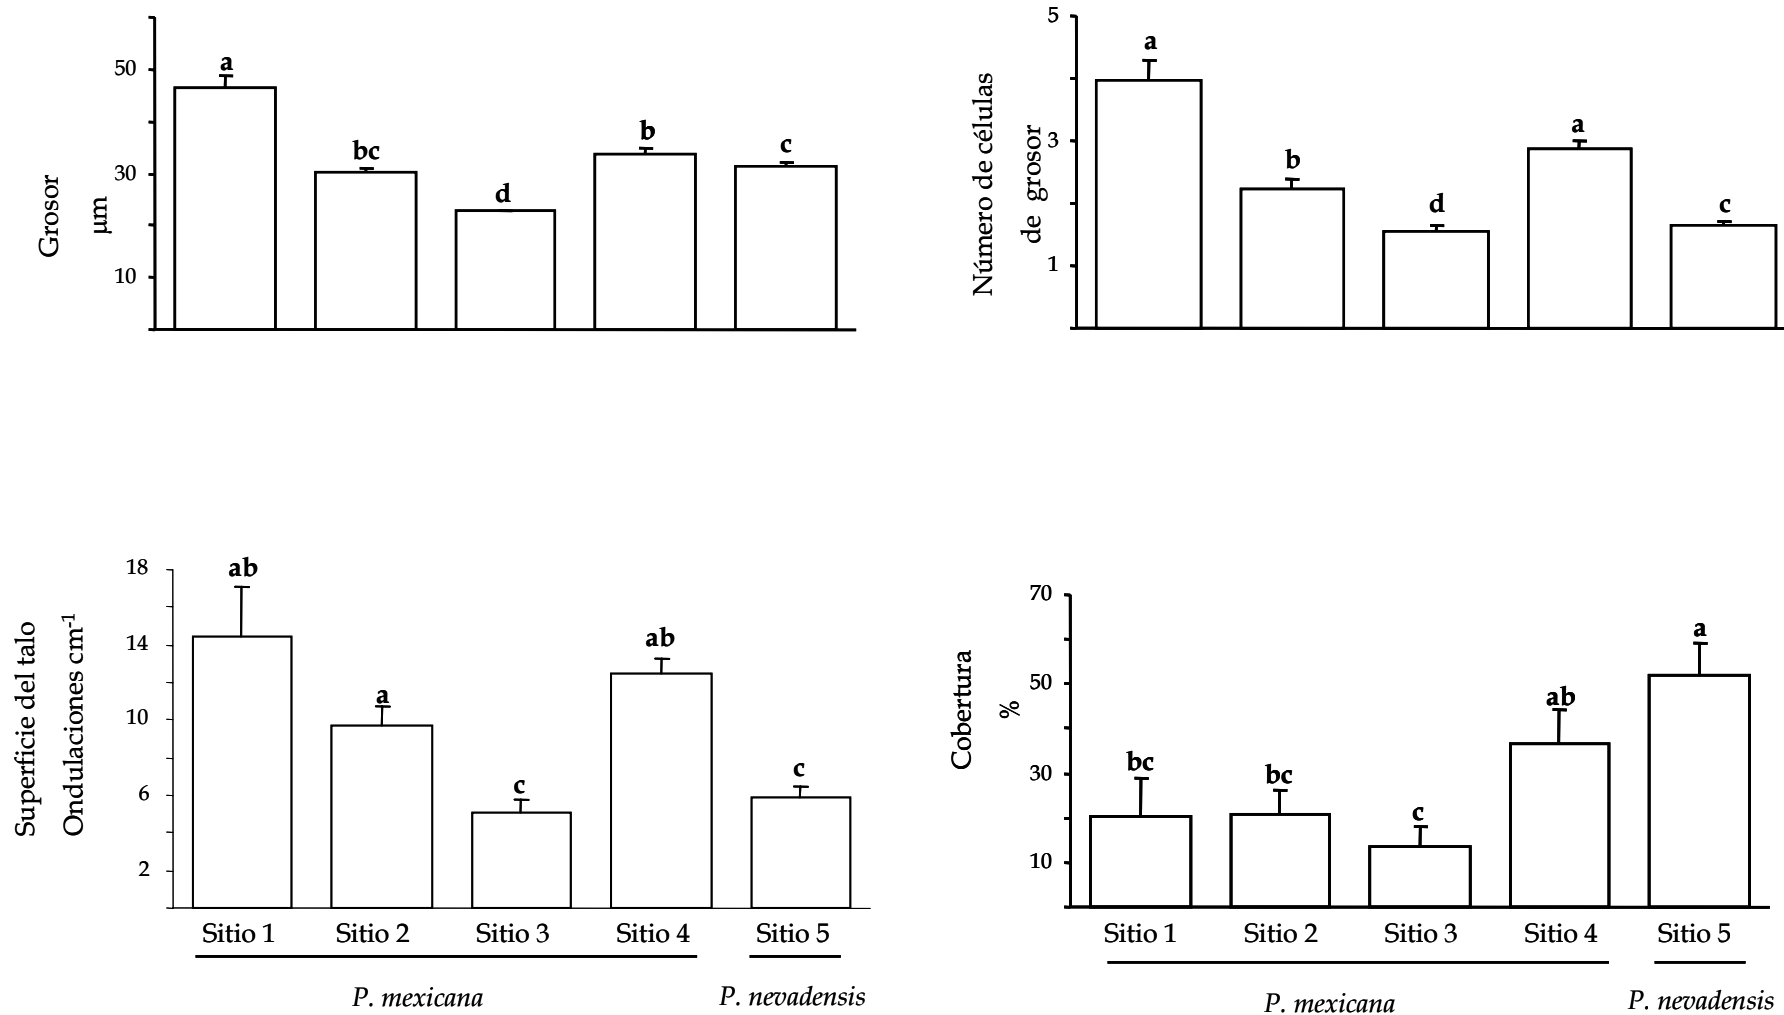 Grosor
µm
50
30
10
a
bc
d
b
c
Número de células
de grosor
5
3
1
a
b
d
a
c
Superficie del talo
Ondulaciones cm-1
18
14
10
6
2
ab
a
c
ab
c
Sitio 1 Sitio 2 Sitio 3 Sitio 4 Sitio 5
P. mexicana P. nevadensis
Cobertura
%
70
50
30
10
bc
bc
c
ab
a
Sitio 1 Sitio 2 Sitio 3 Sitio 4 Sitio 5
P. mexicana P. nevadensis